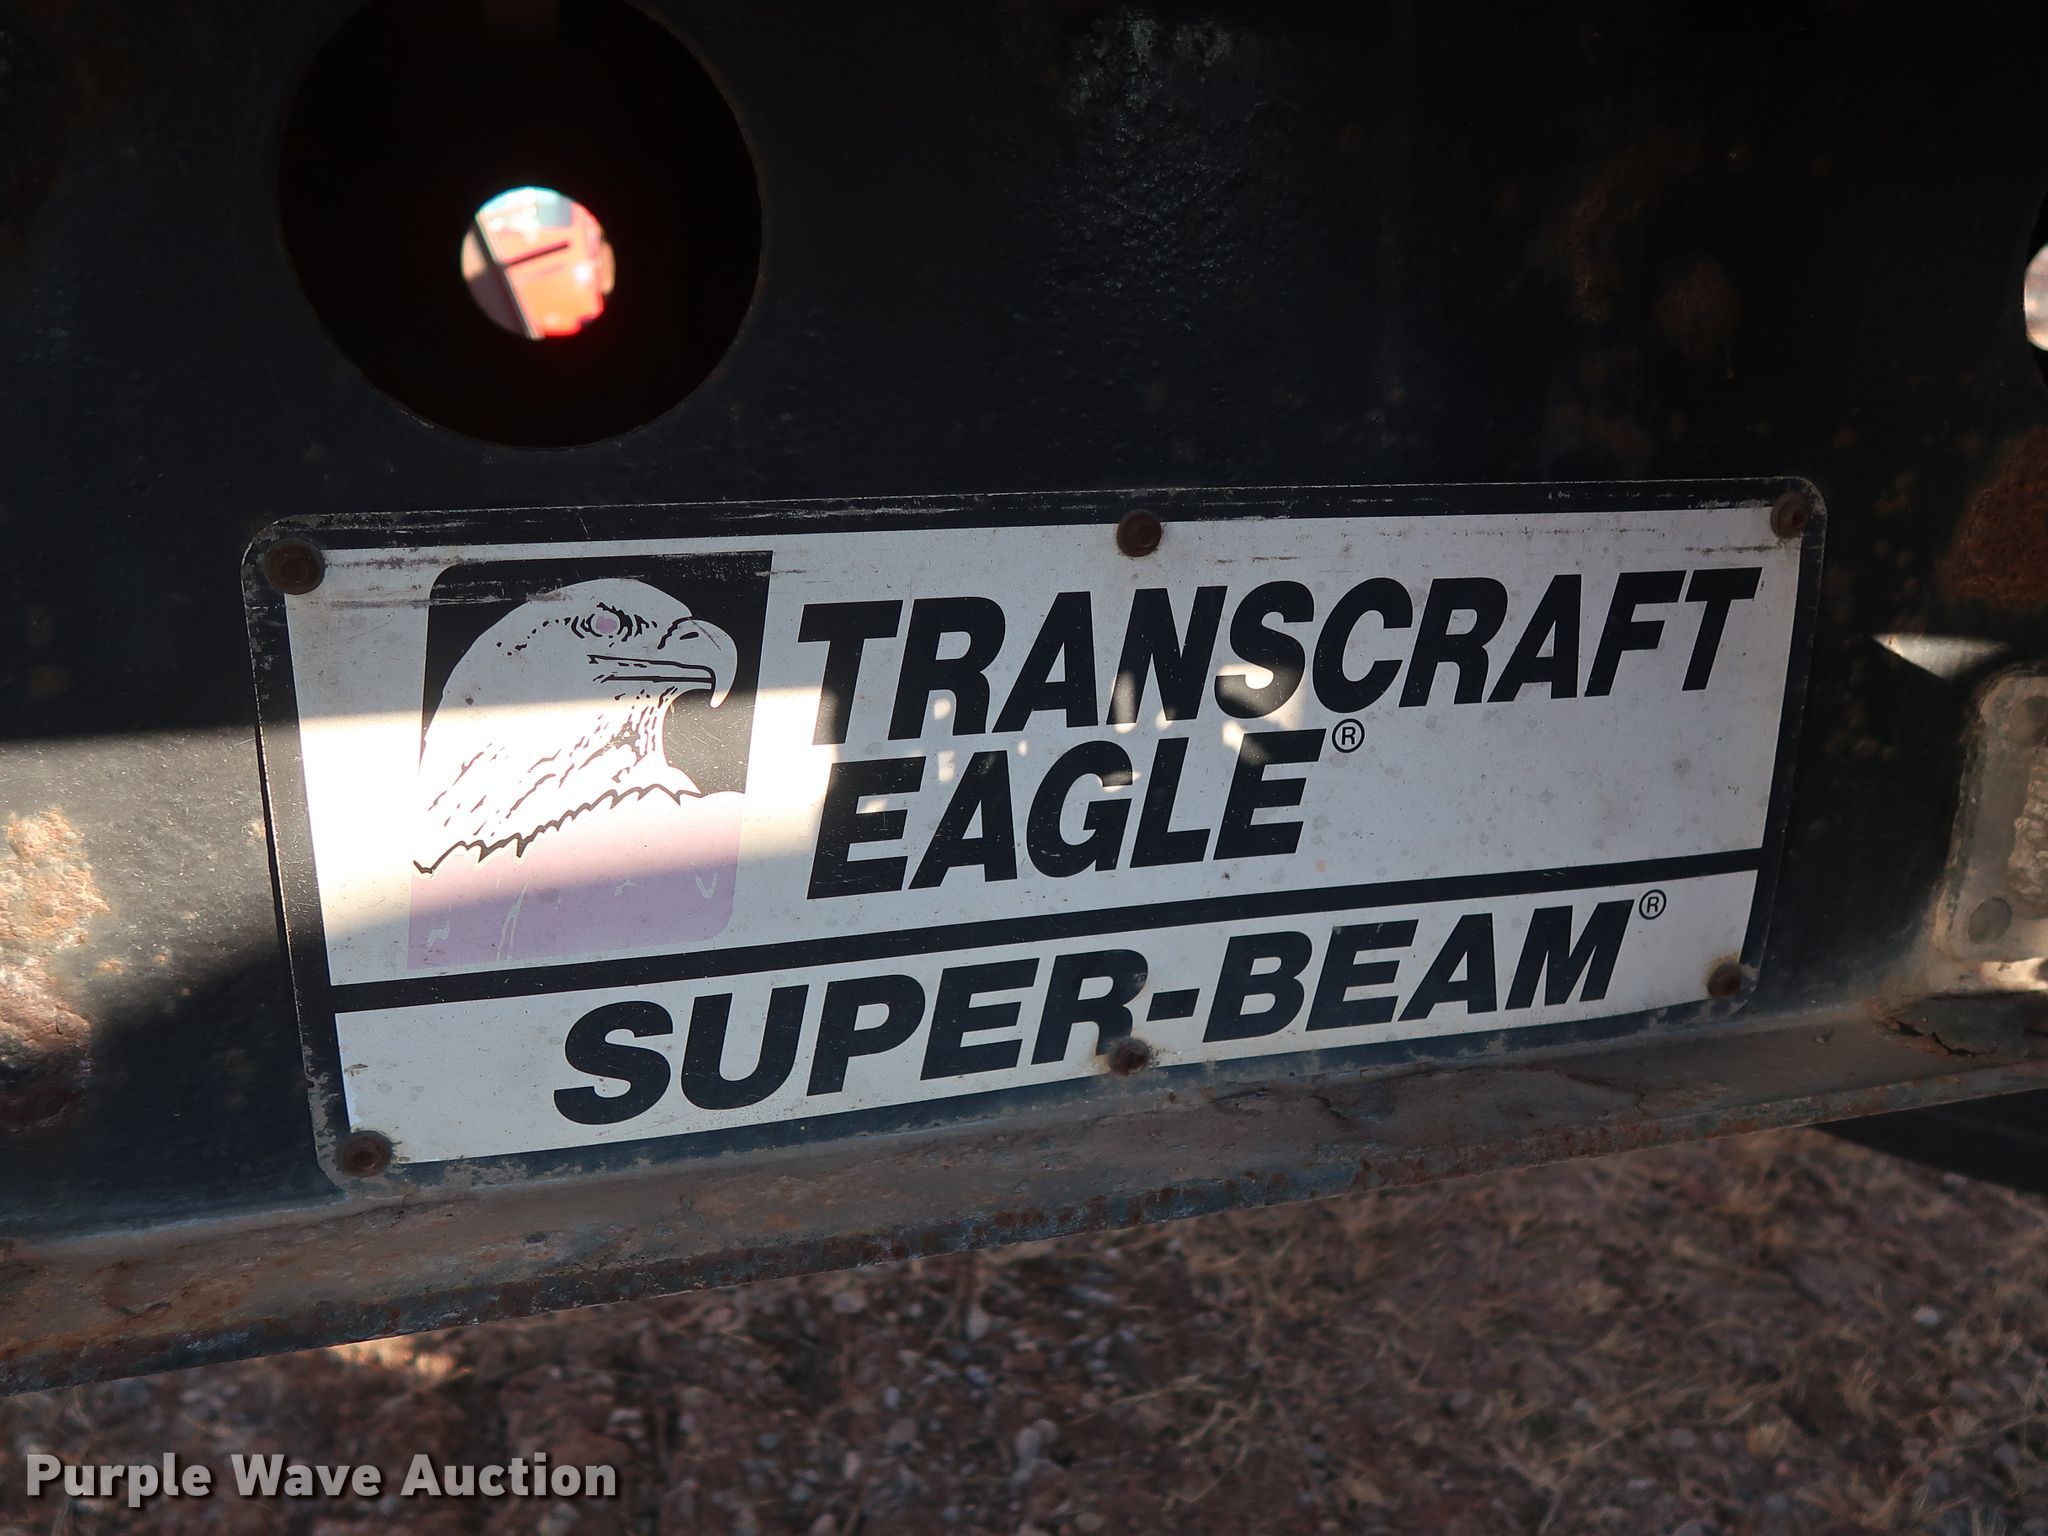 TRANSCRAFT
EAGLE®
SUPER-BEAM®
Purple Wave Auction